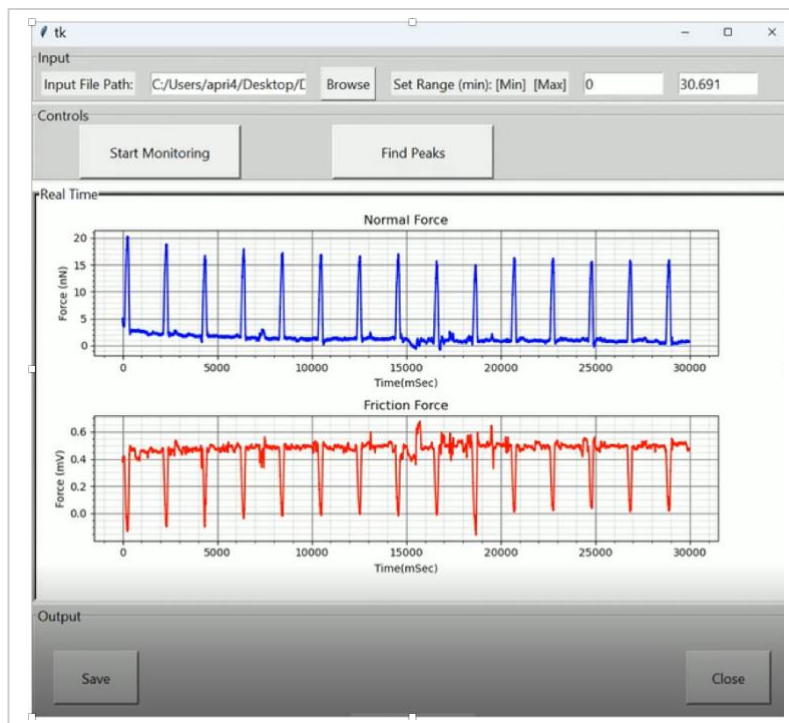 tk
Input
Input File Path: C:/Users/apri4/Desktop/D Browse Set Range (min): [Min] [Max] 0 30.691
Controls
Start Monitoring Find Peaks
Real Time
Normal Force
20
15
10
5
0
Force (nN)
0 5000 10000 15000 20000 25000 30000
Time(mSec)
Friction Force
0.6
0.4
0.2
0.0
Force (mV)
0 5000 10000 15000 20000 25000 30000
Time(mSec)
Output
Save Close